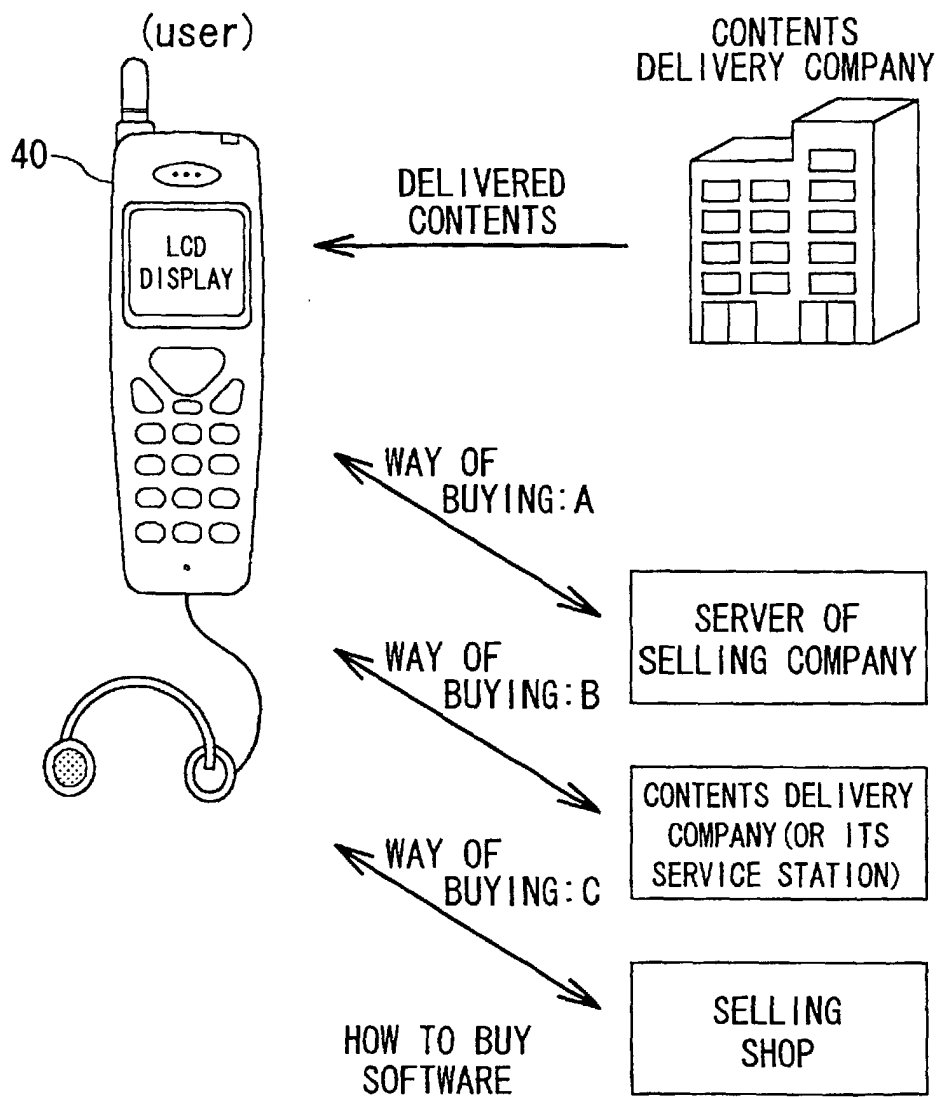 (user)
CONTENTS
DELIVERY COMPANY
40
DELIVERED
CONTENTS
LCD
DISPLAY
WAY OF
BUYING:A
SERVER OF
SELLING COMPANY
WAY OF
BUYING:B
CONTENTS DELIVERY
COMPANY(OR ITS
SERVICE STATION)
WAY OF
BUYING:C
SELLING
SHOP
HOW TO BUY
SOFTWARE